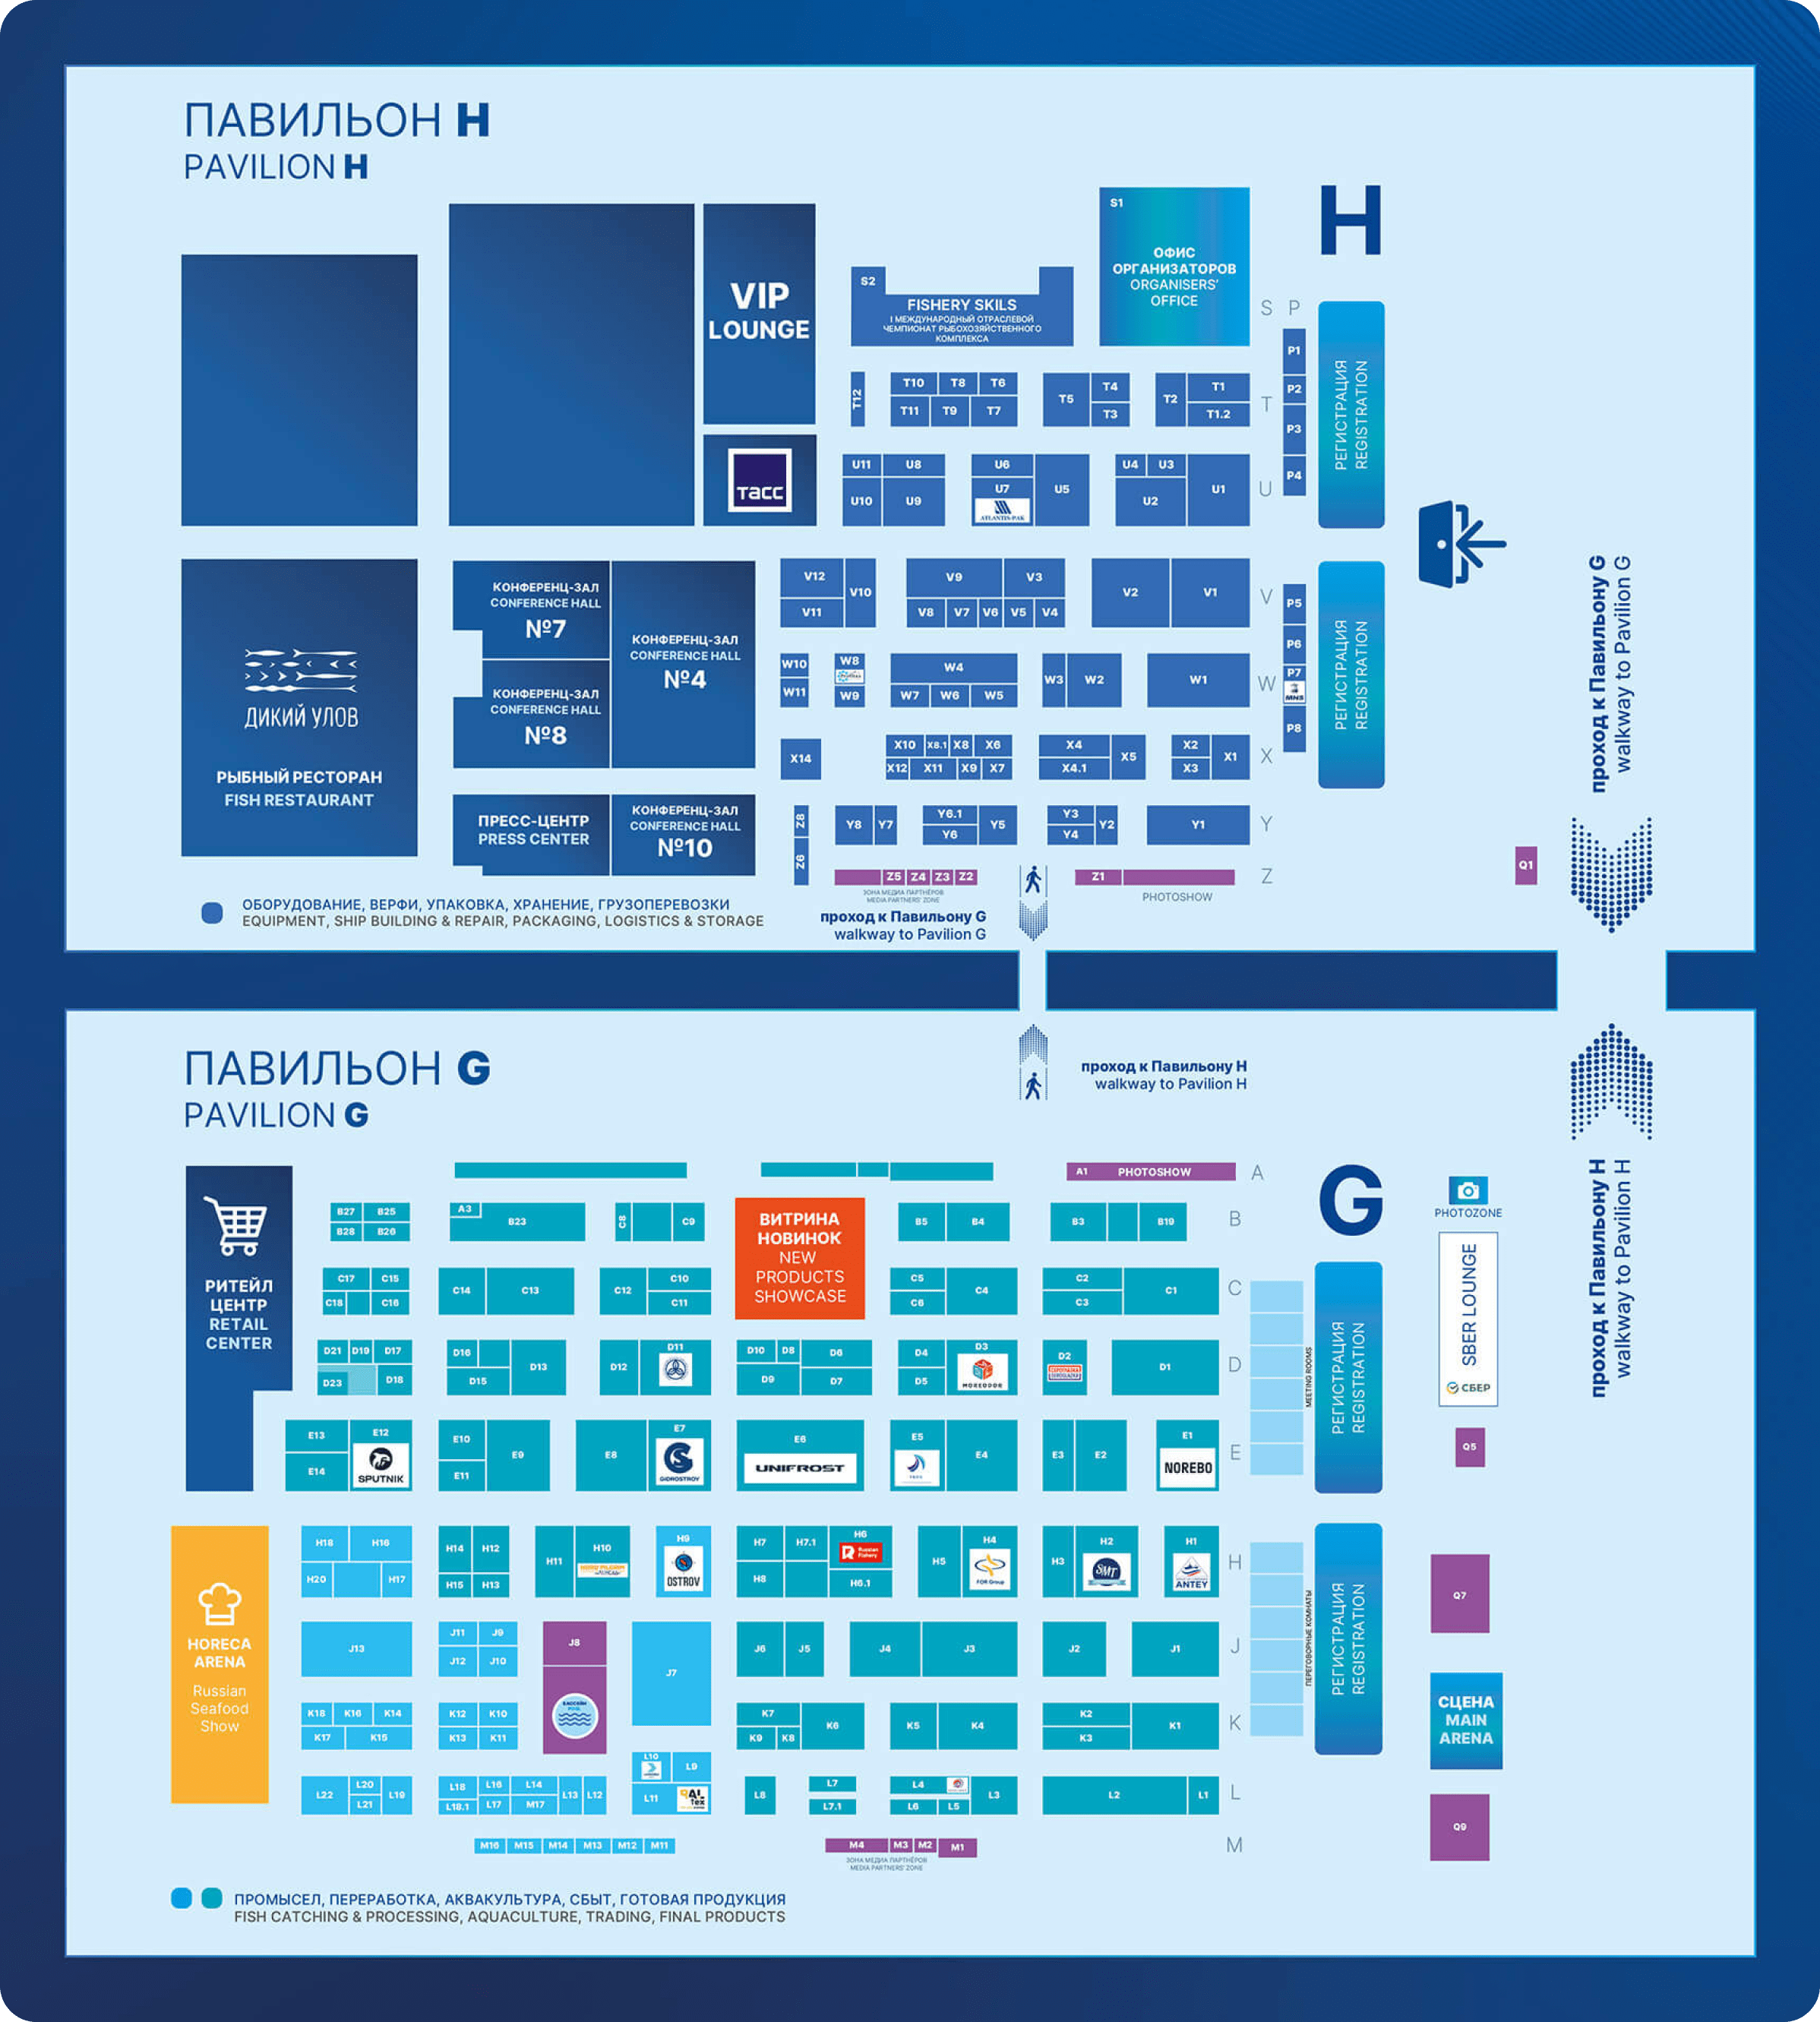 ПАВИЛЬОН H
PAVILION H
VIP
LOUNGE
S2
FISHERY SKILS
I МЕЖДУНАРОДНЫЙ ОТРАСЛЕВОЙ
ЧЕМПИОНАТ РЫБОХОЗЯЙСТВЕННОГО
КОМПЛЕКСА
S1
ОФИС
ОРГАНИЗАТОРОВ
ORGANISERS'
OFFICE
H
S P
P1
P2
P3
P4
РЕГИСТРАЦИЯ
REGISTRATION
T12
T10 T8 T6
T11 T9 T7
T5 T4
T3
T2 T1
T1.2
T
ТАСС
U11 U8
U10 U9
U6
U7
ATLANTIS-PAK
U5
U4 U3
U2
U1
U
КОНФЕРЕНЦ-ЗАЛ
CONFERENCE HALL
№7
КОНФЕРЕНЦ-ЗАЛ
CONFERENCE HALL
№4
КОНФЕРЕНЦ-ЗАЛ
CONFERENCE HALL
№8
ДИКИЙ УЛОВ
РЫБНЫЙ РЕСТОРАН
FISH RESTAURANT
ПРЕСС-ЦЕНТР
PRESS CENTER
КОНФЕРЕНЦ-ЗАЛ
CONFERENCE HALL
№10
V12 V10
V11
V9 V3
V8 V7 V6 V5 V4
V2 V1
V
P5
P6
P7
MNS
P8
РЕГИСТРАЦИЯ
REGISTRATION
W10 W8
W11 W9
W4
W7 W6 W5
W3 W2
W1
W
X14
X10 X8.1 X8 X6
X12 X11 X9 X7
X4 X5
X4.1
X2 X1
X3
X
Z8
Z6
Y8 Y7
Y6.1 Y5
Y6
Y3 Y2
Y4
Y1
Y
Z5 Z4 Z3 Z2
ЗОНА МЕДИА ПАРТНЁРОВ
MEDIA PARTNERS' ZONE
Z1
PHOTOSHOW
Z
Q1
проход к Павильону G
walkway to Pavilion G
проход к Павильону G
walkway to Pavilion G
ОБОРУДОВАНИЕ, ВЕРФИ, УПАКОВКА, ХРАНЕНИЕ, ГРУЗОПЕРЕВОЗКИ
EQUIPMENT, SHIP BUILDING & REPAIR, PACKAGING, LOGISTICS & STORAGE
ПАВИЛЬОН G
PAVILION G
проход к Павильону H
walkway to Pavilion H
проход к Павильону H
walkway to Pavilion H
A1 PHOTOSHOW
A
G
PHOTOZONE
SBER LOUNGE
СБЕР
РИТЕЙЛ
ЦЕНТР
RETAIL
CENTER
B27 B25
B28 B26
A3
B23
C8 C9
ВИТРИНА
НОВИНОК
NEW
PRODUCTS
SHOWCASE
B5 B4
B3 B19
B
C17 C15
C18 C16
C14 C13
C12 C10
C11
C5 C4
C6
C2 C1
C3
C
D21 D19 D17
D23 D18
D16 D13
D15
D12 D11
D10 D8 D6
D9 D7
D4 D3
MOREODOR
D5
D2
D1
D
MEETING ROOMS
РЕГИСТРАЦИЯ
REGISTRATION
E13 E12
SPUTNIK
E14
E10 E9
E11
E8 E7
GIDROSTROY
E6
UNIFROST
E5 E4
E3 E2
E1
NOREBO
E
Q5
HORECA
ARENA
Russian
Seafood
Show
H18 H16
H20 H17
H14 H12
H15 H13
H11 H10
H9
OSTROV
H7 H7.1 H6
Russian
Fishery
H8 H6.1
H5 H4
FOR Group
H3 H2
SMT
H1
ANTEY
H
ПЕРЕГОВОРНЫЕ КОМНАТЫ
РЕГИСТРАЦИЯ
REGISTRATION
Q7
J13
J11 J9
J12 J10
J8
J7
J6 J5
J4 J3
J2
J1
J
K18 K16 K14
K17 K15
K12 K10
K13 K11
K7 K6
K9 K8
K5 K4
K2 K1
K3
K
СЦЕНА
MAIN
ARENA
L22 L20 L19
L21
L18 L16 L14 L13 L12
L18.1 L17 M17
L10 L9
L11
L8
L7
L7.1
L4 L3
L6 L5
L2 L1
L
Q9
M16 M15 M14 M13 M12 M11
M4 M3 M2 M1
ЗОНА МЕДИА ПАРТНЁРОВ
MEDIA PARTNERS' ZONE
M
ПРОМЫСЕЛ, ПЕРЕРАБОТКА, АКВАКУЛЬТУРА, СБЫТ, ГОТОВАЯ ПРОДУКЦИЯ
FISH CATCHING & PROCESSING, AQUACULTURE, TRADING, FINAL PRODUCTS